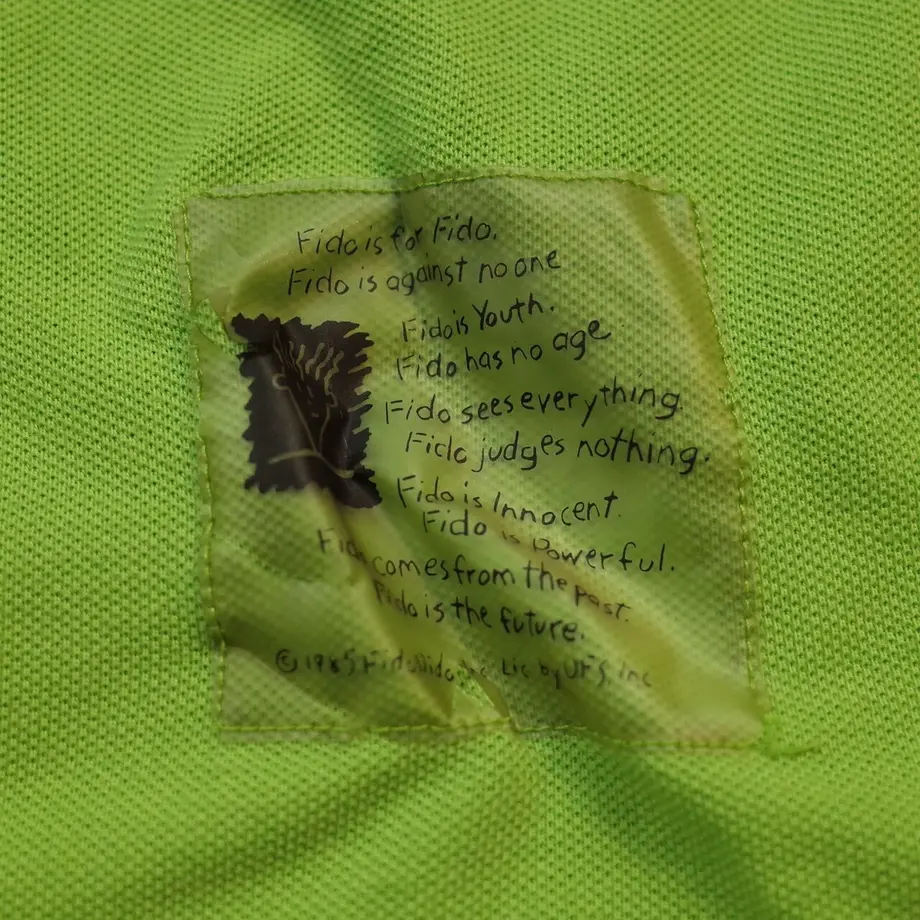 Fido is for Fido.
Fido is against no one
Fido is Youth.
Fido has no age
Fido sees everything.
Fido judges nothing.
Fido is Innocent.
Fido is Powerful.
Fido comes from the past.
Fido is the future.
© 1985 Fido Dido Inc Lic by UFS, Inc